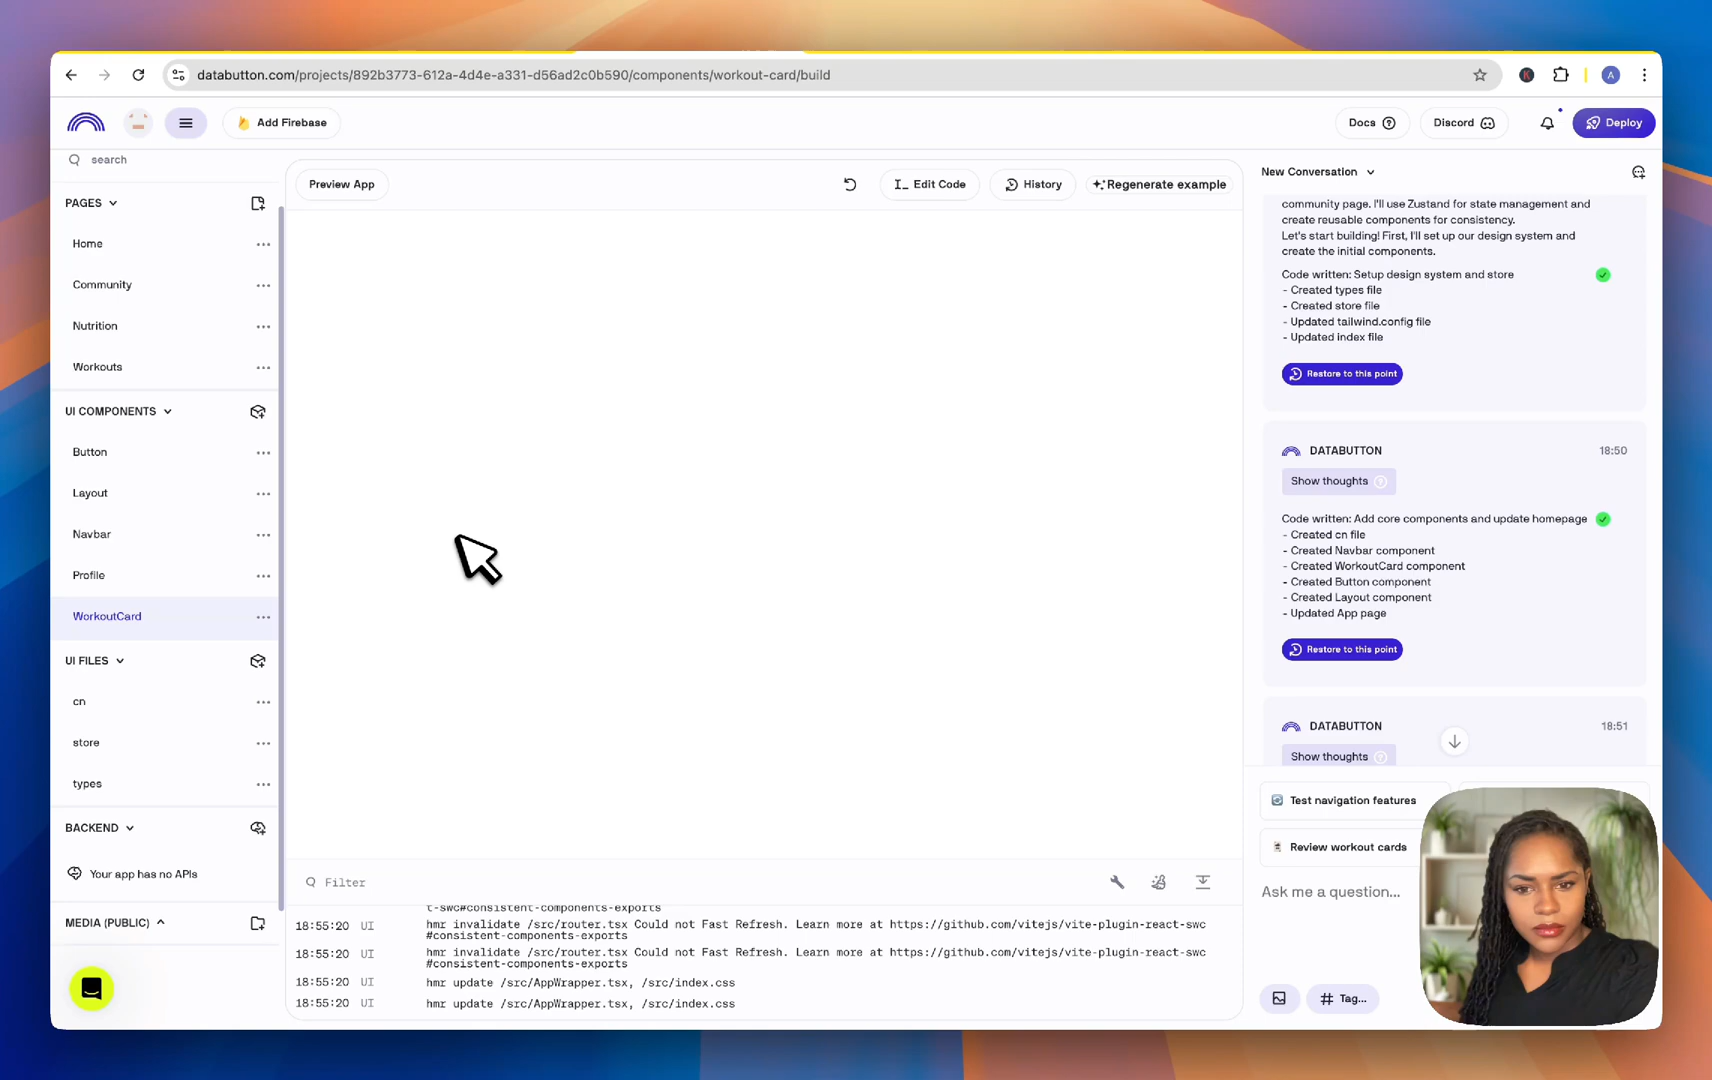 databutton.com/projects/892b3773-612a-4d4e-a331-d56ad2c0b590/components/workout-card/build
K
A
Add Firebase
Docs
Discord
Deploy
search
PAGES
Home
Community
Nutrition
Workouts
UI COMPONENTS
Button
Layout
Navbar
Profile
WorkoutCard
UI FILES
cn
store
types
BACKEND
Your app has no APIs
MEDIA (PUBLIC)
Preview App
Edit Code
History
Regenerate example
Filter
t-swc#consistent-components-exports
18:55:20 UI hmr invalidate /src/router.tsx Could not Fast Refresh. Learn more at https://github.com/vitejs/vite-plugin-react-swc
#consistent-components-exports
18:55:20 UI hmr invalidate /src/router.tsx Could not Fast Refresh. Learn more at https://github.com/vitejs/vite-plugin-react-swc
#consistent-components-exports
18:55:20 UI hmr update /src/AppWrapper.tsx, /src/index.css
18:55:20 UI hmr update /src/AppWrapper.tsx, /src/index.css
New Conversation
community page. I'll use Zustand for state management and
create reusable components for consistency.
Let's start building! First, I'll set up our design system and
create the initial components.
Code written: Setup design system and store
- Created types file
- Created store file
- Updated tailwind.config file
- Updated index file
Restore to this point
DATABUTTON 18:50
Show thoughts
Code written: Add core components and update homepage
- Created cn file
- Created Navbar component
- Created WorkoutCard component
- Created Button component
- Created Layout component
- Updated App page
Restore to this point
DATABUTTON 18:51
Show thoughts
Test navigation features
Review workout cards
Ask me a question...
# Tag...